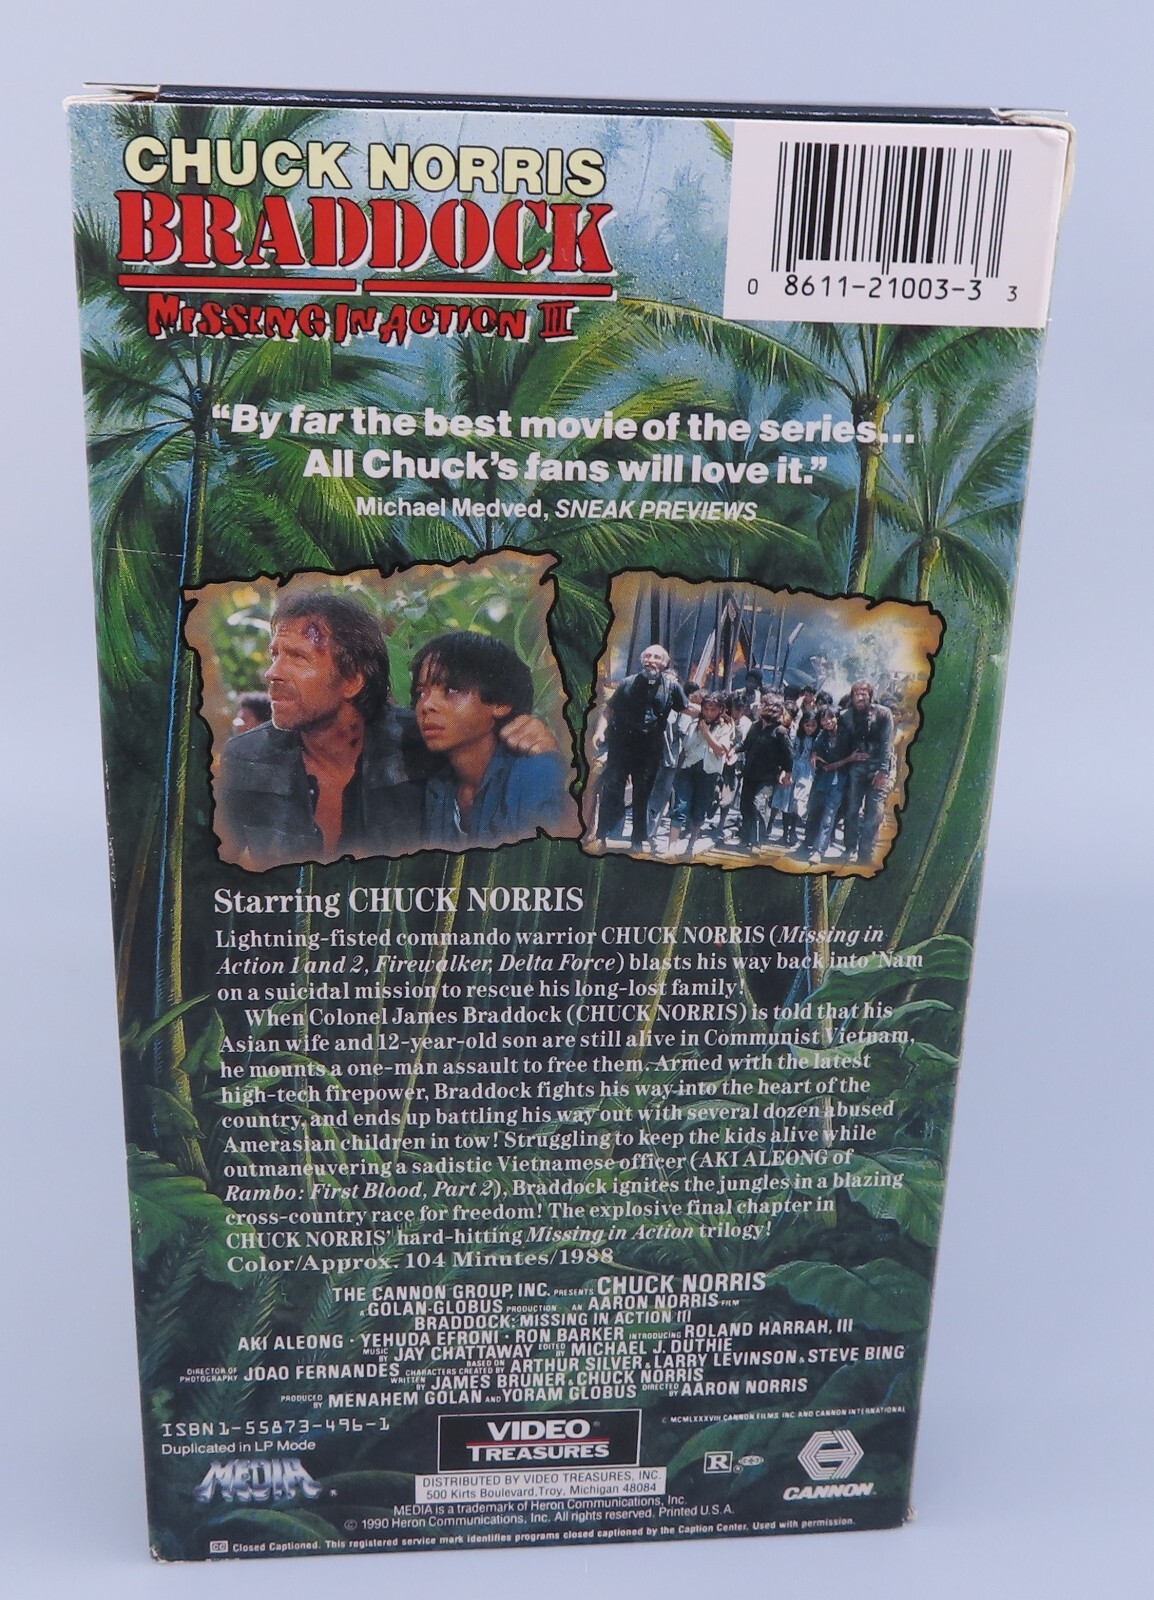 CHUCK NORRIS
BRADDOCK
MISSING IN ACTION III
0 8611-21003-3 3
“By far the best movie of the series...
All Chuck’s fans will love it.”
Michael Medved, SNEAK PREVIEWS
Starring CHUCK NORRIS
Lightning-fisted commando warrior CHUCK NORRIS (Missing in
Action 1 and 2, Firewalker, Delta Force) blasts his way back into 'Nam
on a suicidal mission to rescue his long-lost family!
When Colonel James Braddock (CHUCK NORRIS) is told that his
Asian wife and 12-year-old son are still alive in Communist Vietnam,
he mounts a one-man assault to free them. Armed with the latest
high-tech firepower, Braddock fights his way into the heart of the
country, and ends up battling his way out with several dozen abused
Amerasian children in tow! Struggling to keep the kids alive while
outmaneuvering a sadistic Vietnamese officer (AKI ALEONG of
Rambo: First Blood, Part 2), Braddock ignites the jungles in a blazing
cross-country race for freedom! The explosive final chapter in
CHUCK NORRIS' hard-hitting Missing in Action trilogy!
Color/Approx. 104 Minutes/1988
THE CANNON GROUP, INC. PRESENTS CHUCK NORRIS
A GOLAN-GLOBUS PRODUCTION AN AARON NORRIS FILM
BRADDOCK: MISSING IN ACTION III
AKI ALEONG · YEHUDA EFRONI · RON BARKER INTRODUCING ROLAND HARRAH, III
MUSIC BY JAY CHATTAWAY EDITED BY MICHAEL J. DUTHIE
DIRECTOR OF PHOTOGRAPHY JOAO FERNANDES BASED ON CHARACTERS CREATED BY ARTHUR SILVER & LARRY LEVINSON & STEVE BING
WRITTEN BY JAMES BRUNER & CHUCK NORRIS
PRODUCED BY MENAHEM GOLAN AND YORAM GLOBUS DIRECTED BY AARON NORRIS
© MCMLXXXVIII CANNON FILMS, INC AND CANNON INTERNATIONAL
ISBN 1-55873-496-1
Duplicated in LP Mode
MEDIA®
VIDEO®
TREASURES
DISTRIBUTED BY VIDEO TREASURES, INC.
500 Kirts Boulevard, Troy, Michigan 48084
R
CANNON
MEDIA is a trademark of Heron Communications, Inc.
© 1990 Heron Communications, Inc. All rights reserved. Printed U.S.A.
CC Closed Captioned. This registered service mark identifies programs closed captioned by the Caption Center. Used with permission.